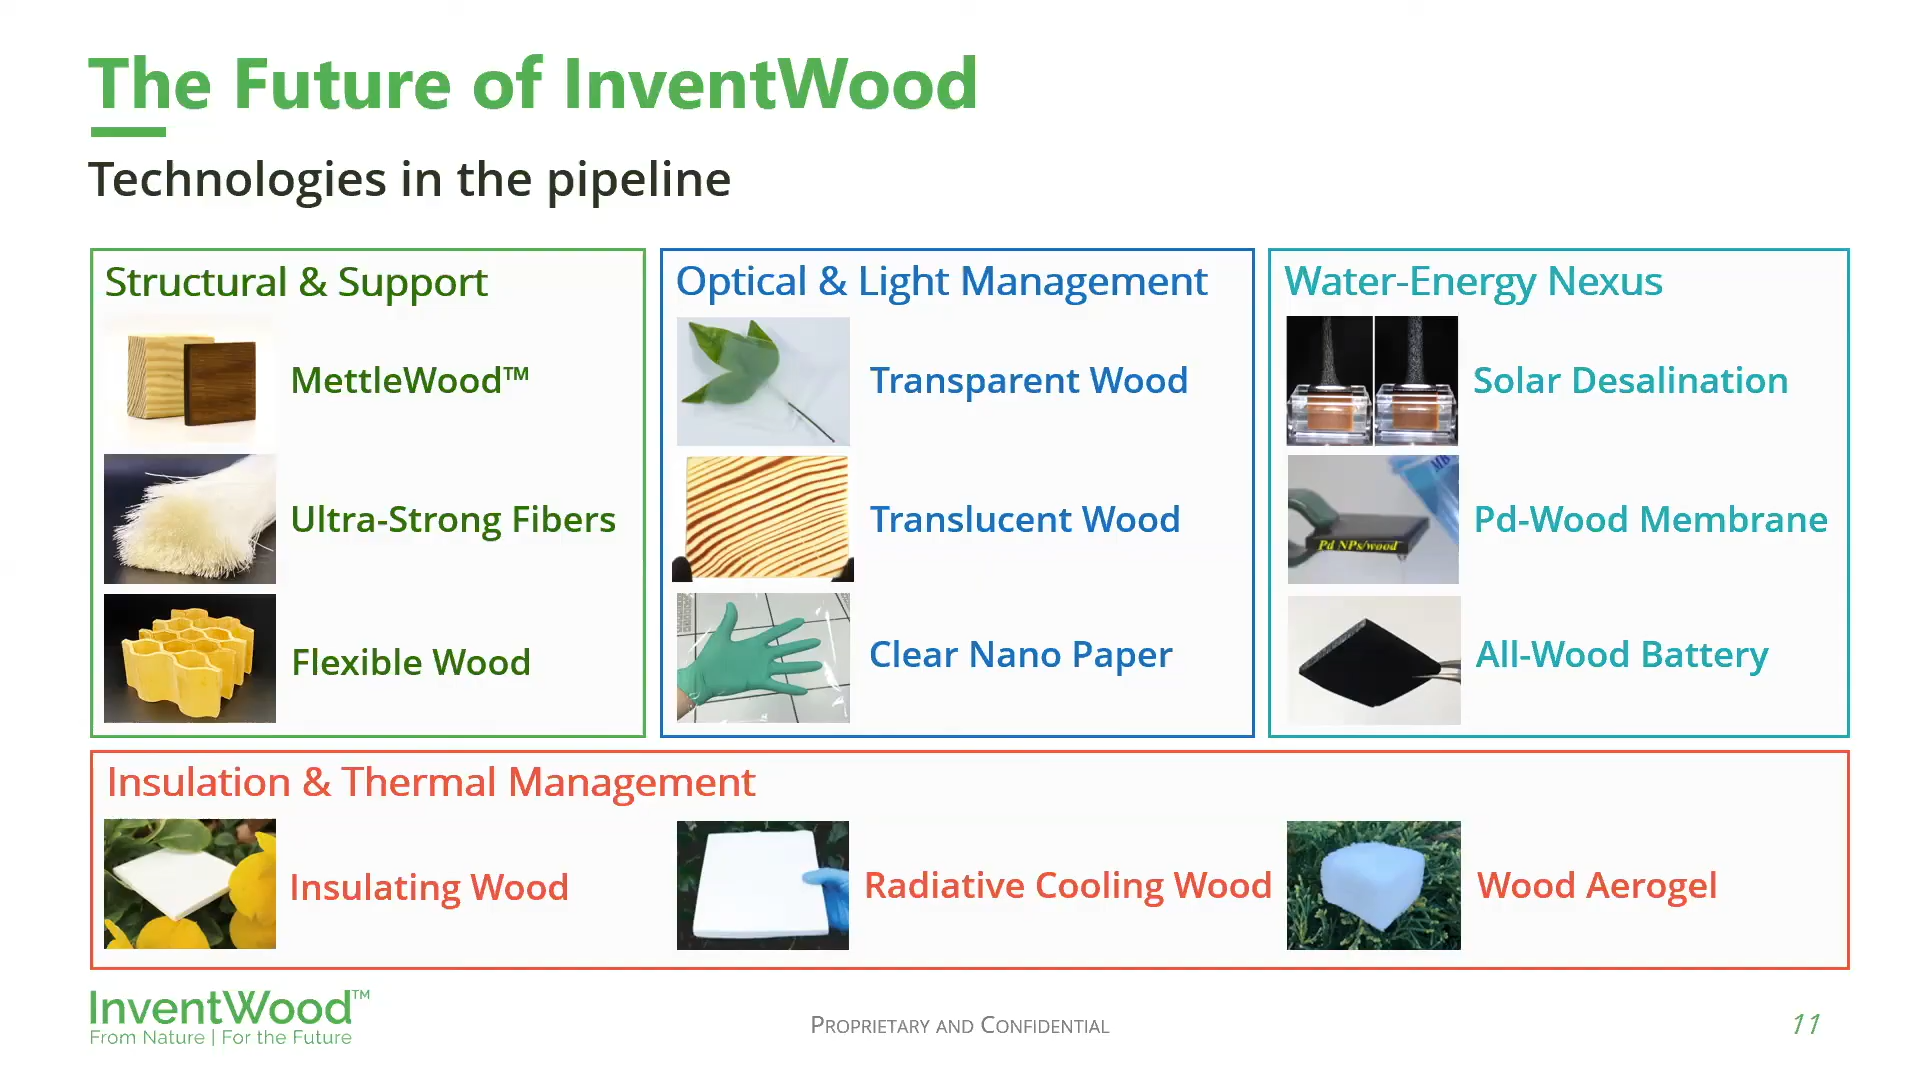 The Future of InventWood
Technologies in the pipeline
Structural & Support
MettleWood™
Ultra-Strong Fibers
Flexible Wood
Optical & Light Management
Transparent Wood
Translucent Wood
Clear Nano Paper
Water-Energy Nexus
Solar Desalination
MB
Pd NPs/wood
Pd-Wood Membrane
All-Wood Battery
Insulation & Thermal Management
Insulating Wood
Radiative Cooling Wood
Wood Aerogel
InventWood™
From Nature | For the Future
PROPRIETARY AND CONFIDENTIAL
11